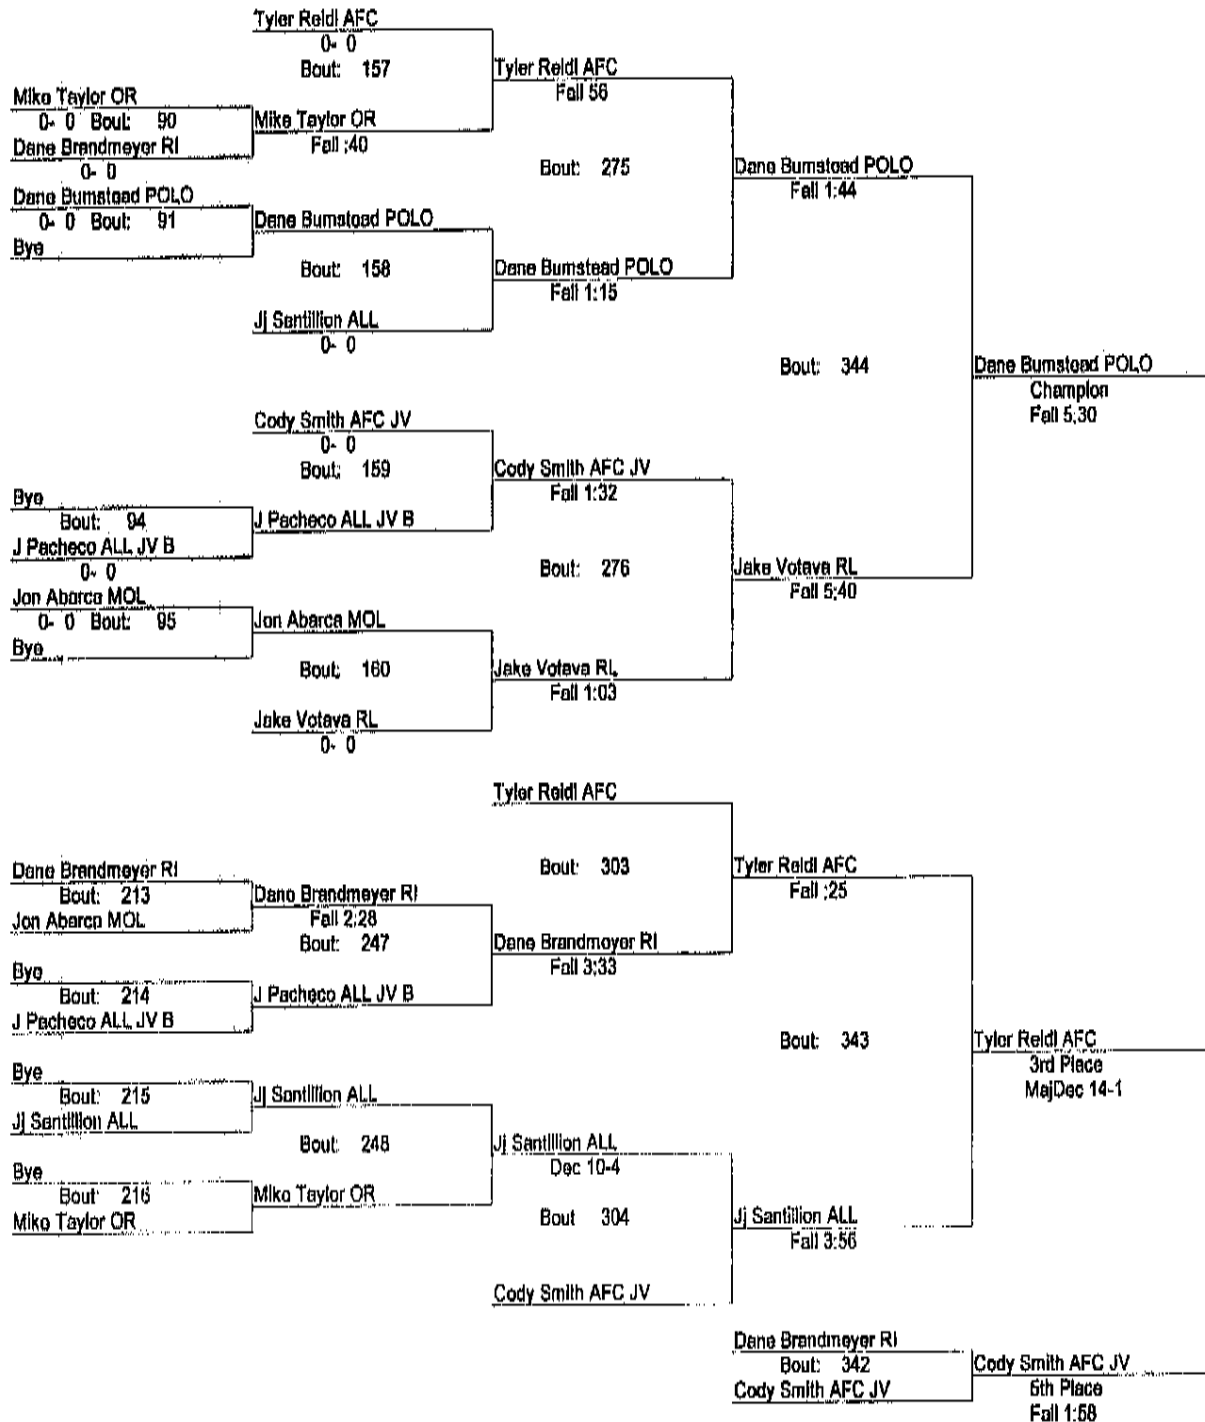 Tyler Reidl AFC
0- 0
Bout: 157
Tyler Reidl AFC
Fall 56
Mike Taylor OR
0- 0 Bout: 90
Mike Taylor OR
Fall :40
Dane Brandmeyer RI
0- 0
Bout: 275
Dane Bumstead POLO
Fall 1:44
Dane Bumstead POLO
0- 0 Bout: 91
Dane Bumstead POLO
Bye
Bout: 158
Dane Bumstead POLO
Fall 1:15
Jj Santillion ALL
0- 0
Bout: 344
Dane Bumstead POLO
Champion
Fall 5:30
Cody Smith AFC JV
0- 0
Bout: 159
Cody Smith AFC JV
Fall 1:32
Bye
Bout: 94
J Pacheco ALL JV B
J Pacheco ALL JV B
0- 0
Bout: 276
Jake Votava RL
Fall 5:40
Jon Abarca MOL
0- 0 Bout: 95
Jon Abarca MOL
Bye
Bout: 160
Jake Votava RL
Fall 1:03
Jake Votava RL
0- 0
Tyler Reidl AFC
Bout: 303
Tyler Reidl AFC
Fall :25
Dane Brandmeyer RI
Bout: 213
Dane Brandmeyer RI
Fall 2:28
Jon Abarca MOL
Bout: 247
Dane Brandmeyer RI
Fall 3:33
Bye
Bout: 214
J Pacheco ALL JV B
J Pacheco ALL JV B
Bout: 343
Tyler Reidl AFC
3rd Place
MajDec 14-1
Bye
Bout: 215
Jj Santillion ALL
Jj Santillion ALL
Bout: 248
Jj Santillion ALL
Dec 10-4
Bye
Bout: 216
Mike Taylor OR
Mike Taylor OR
Bout 304
Jj Santillion ALL
Fall 3:56
Cody Smith AFC JV
Dane Brandmeyer RI
Bout: 342
Cody Smith AFC JV
Cody Smith AFC JV
5th Place
Fall 1:58